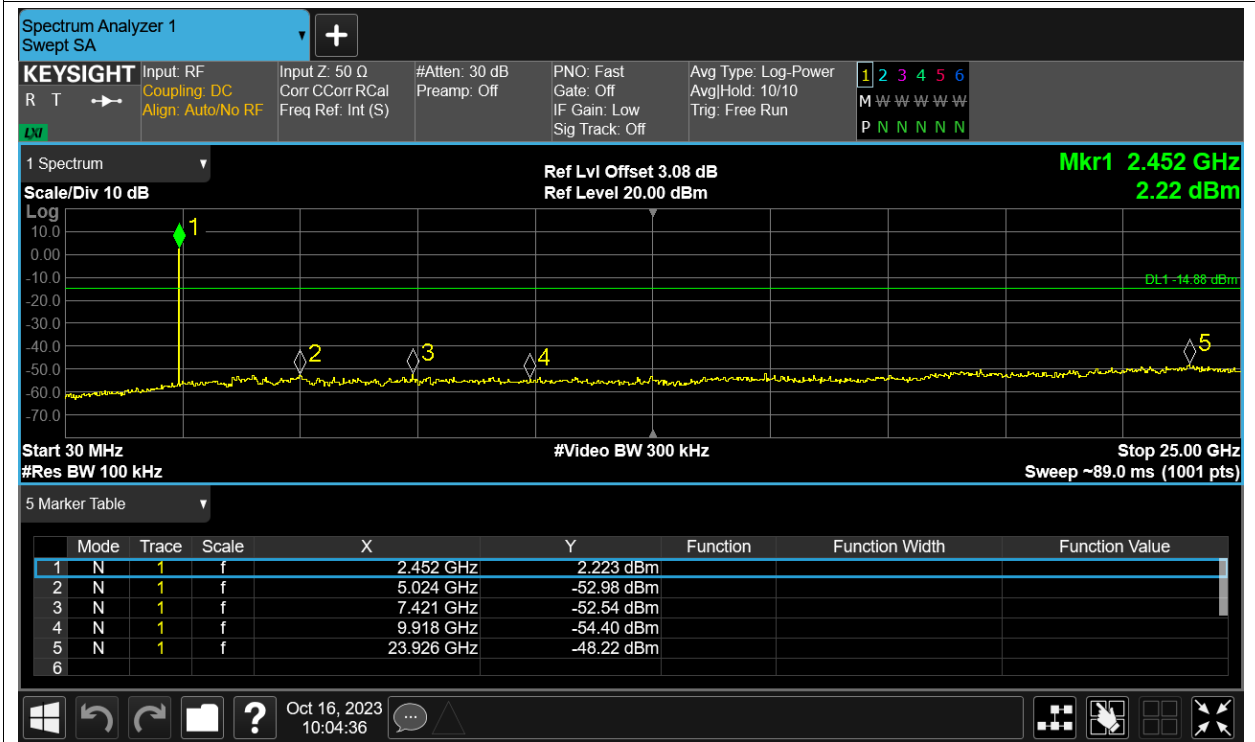 Spectrum Analyzer 1
Swept SA
+
KEYSIGHT
R T
LXI
Input: RF
Coupling: DC
Align: Auto/No RF
Input Z: 50 Ω
Corr CCorr RCal
Freq Ref: Int (S)
#Atten: 30 dB
Preamp: Off
PNO: Fast
Gate: Off
IF Gain: Low
Sig Track: Off
Avg Type: Log-Power
Avg|Hold: 10/10
Trig: Free Run
1 2 3 4 5 6
M W W W W W
P N N N N N
1 Spectrum
Scale/Div 10 dB
Ref Lvl Offset 3.08 dB
Ref Level 20.00 dBm
Mkr1 2.452 GHz
2.22 dBm
Log
10.0
0.00
-10.0
-20.0
-30.0
-40.0
-50.0
-60.0
-70.0
1
2
3
4
5
DL1 -14.88 dBm
Start 30 MHz
#Video BW 300 kHz
Stop 25.00 GHz
#Res BW 100 kHz
Sweep ~89.0 ms (1001 pts)
5 Marker Table
Mode Trace Scale X Y Function Function Width Function Value
1 N 1 f 2.452 GHz 2.223 dBm
2 N 1 f 5.024 GHz -52.98 dBm
3 N 1 f 7.421 GHz -52.54 dBm
4 N 1 f 9.918 GHz -54.40 dBm
5 N 1 f 23.926 GHz -48.22 dBm
6
?
Oct 16, 2023
10:04:36